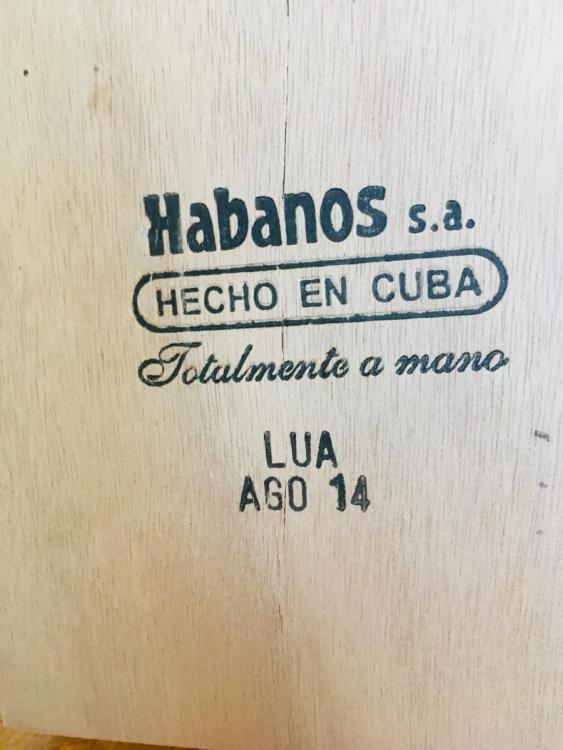 Habanos s.a.
HECHO EN CUBA
Totalmente a mano
LUA
AGO 14